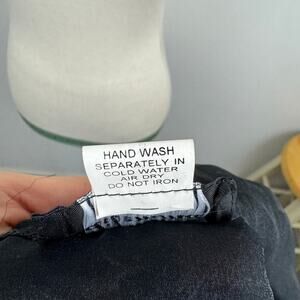 HAND WASH
SEPARATELY IN
COLD WATER
AIR DRY
DO NOT IRON